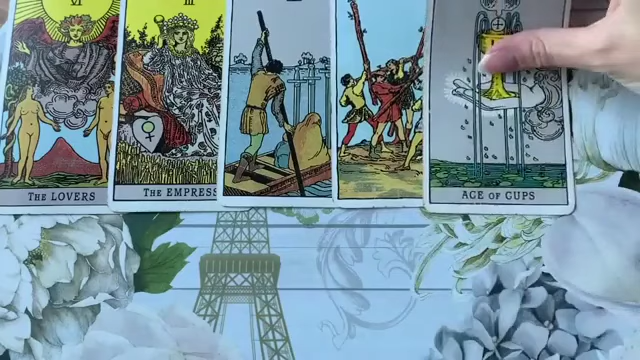 VI
III
THE LOVERS
THE EMPRESS
ACE OF CUPS